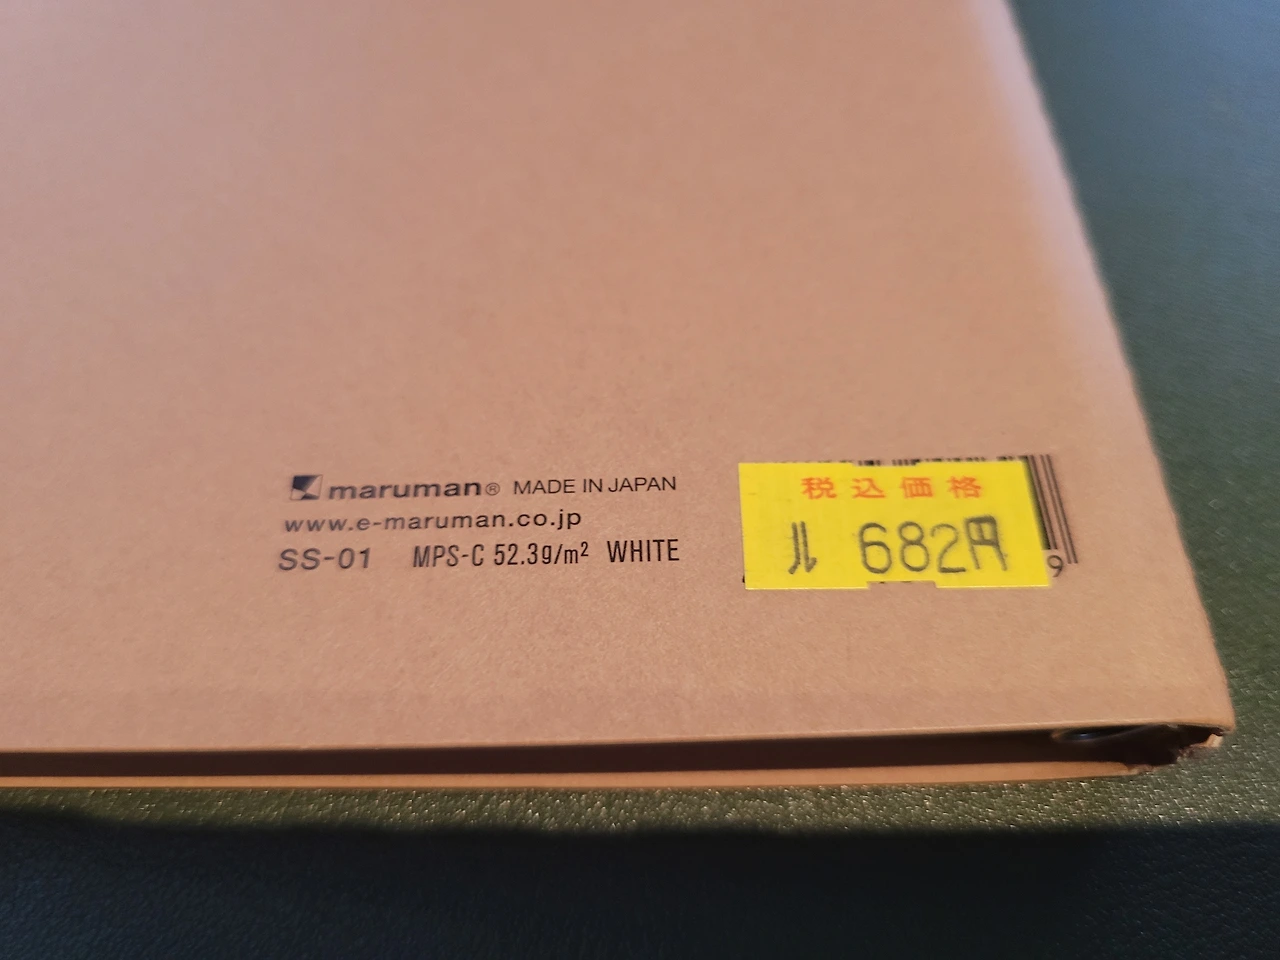 maruman® MADE IN JAPAN
www.e-maruman.co.jp
SS-01 MPS-C 52.3g/m² WHITE
税込価格
ル 682円
9